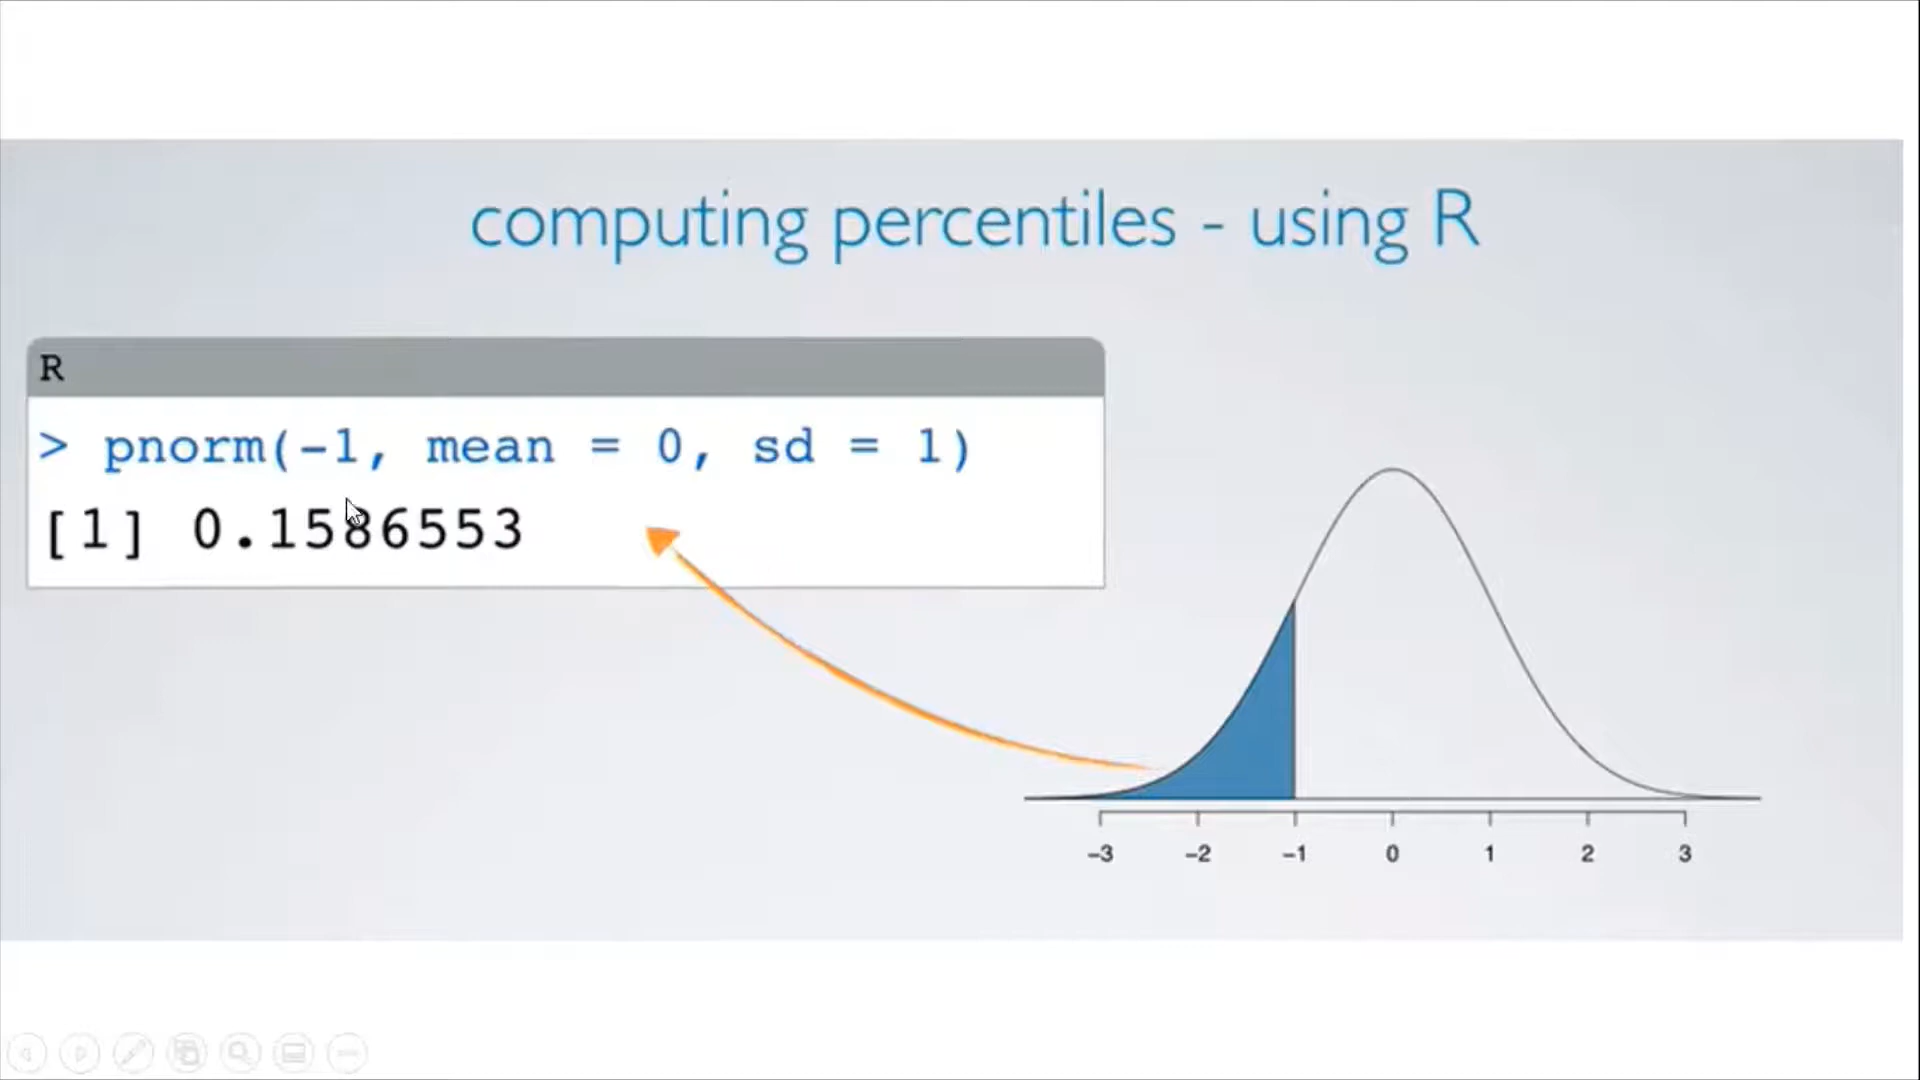 computing percentiles - using R
R
> pnorm(-1, mean = 0, sd = 1)
[1] 0.1586553
-3 -2 -1 0 1 2 3